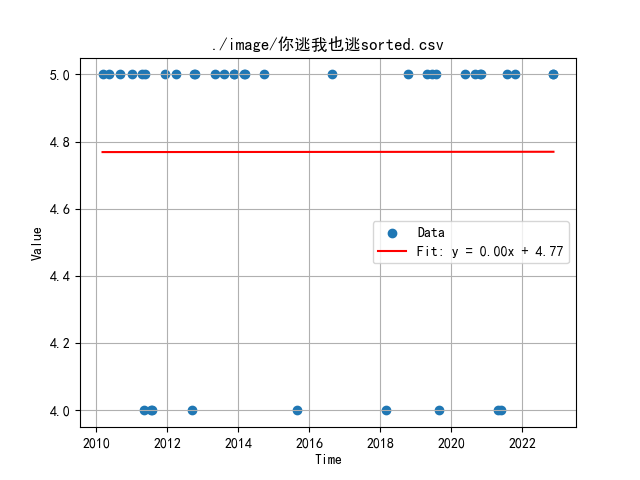 ./image/你逃我也逃sorted.csv
5.0
4.8
4.6
4.4
4.2
4.0
Value
Data
Fit: y = 0.00x + 4.77
2010 2012 2014 2016 2018 2020 2022
Time